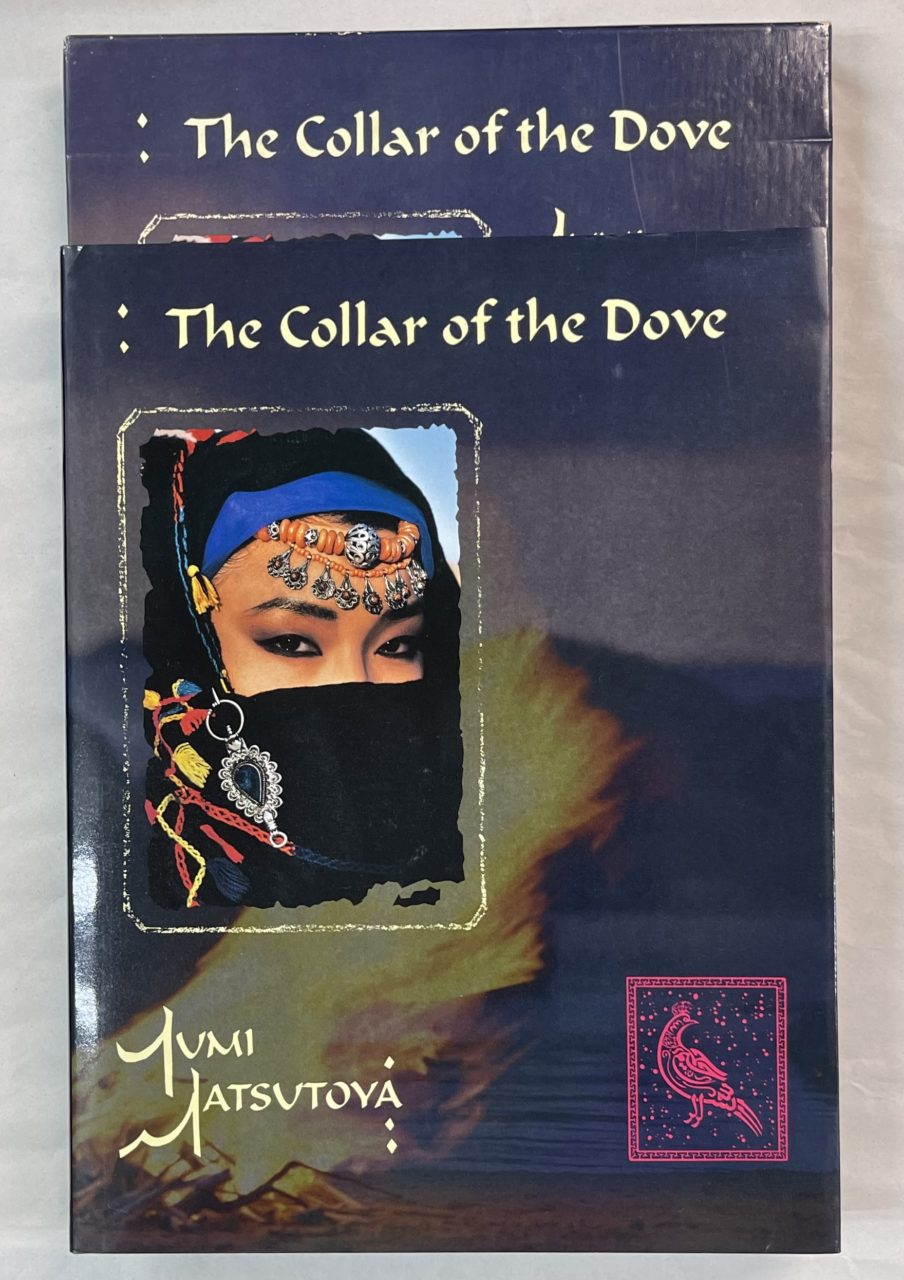 The Collar of the Dove
The Collar of the Dove
YUMI
MATSUTOYA